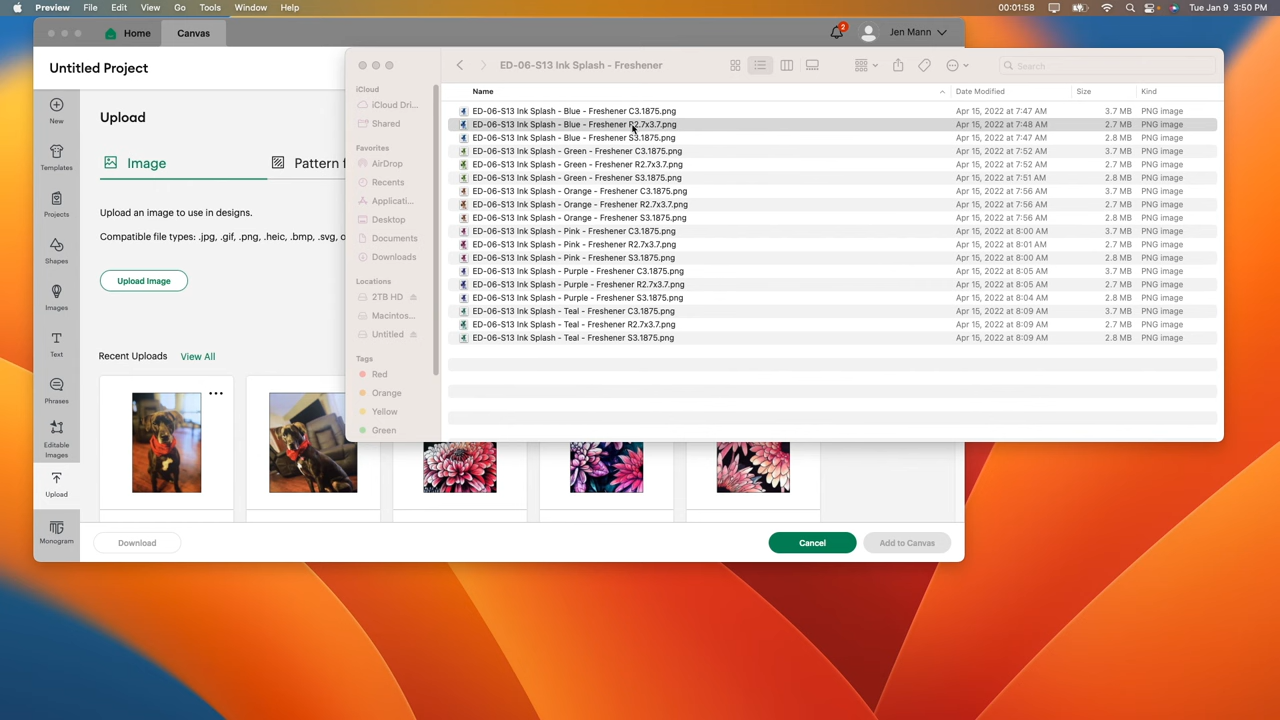 Preview File Edit View Go Tools Window Help 00:01:58 Tue Jan 9 3:50 PM
Home Canvas 2 Jen Mann
Untitled Project
New
Templates
Projects
Shapes
Images
Text
Phrases
Editable
Images
Upload
Monogram
Upload
Image Pattern f
Upload an image to use in designs.
Compatible file types: .jpg, .gif, .png, .heic, .bmp, .svg, o
Upload Image
Recent Uploads View All
Download Cancel Add to Canvas
iCloud
iCloud Dri...
Shared
Favorites
AirDrop
Recents
Applicati...
Desktop
Documents
Downloads
Locations
2TB HD
Macintos...
Untitled
Tags
Red
Orange
Yellow
Green
ED-06-S13 Ink Splash - Freshener Search
Name Date Modified Size Kind
ED-06-S13 Ink Splash - Blue - Freshener C3.1875.png Apr 15, 2022 at 7:47 AM 3.7 MB PNG image
ED-06-S13 Ink Splash - Blue - Freshener R2.7x3.7.png Apr 15, 2022 at 7:48 AM 2.7 MB PNG image
ED-06-S13 Ink Splash - Blue - Freshener S3.1875.png Apr 15, 2022 at 7:47 AM 2.8 MB PNG image
ED-06-S13 Ink Splash - Green - Freshener C3.1875.png Apr 15, 2022 at 7:52 AM 3.7 MB PNG image
ED-06-S13 Ink Splash - Green - Freshener R2.7x3.7.png Apr 15, 2022 at 7:52 AM 2.7 MB PNG image
ED-06-S13 Ink Splash - Green - Freshener S3.1875.png Apr 15, 2022 at 7:51 AM 2.8 MB PNG image
ED-06-S13 Ink Splash - Orange - Freshener C3.1875.png Apr 15, 2022 at 7:56 AM 3.7 MB PNG image
ED-06-S13 Ink Splash - Orange - Freshener R2.7x3.7.png Apr 15, 2022 at 7:56 AM 2.7 MB PNG image
ED-06-S13 Ink Splash - Orange - Freshener S3.1875.png Apr 15, 2022 at 7:56 AM 2.8 MB PNG image
ED-06-S13 Ink Splash - Pink - Freshener C3.1875.png Apr 15, 2022 at 8:00 AM 3.7 MB PNG image
ED-06-S13 Ink Splash - Pink - Freshener R2.7x3.7.png Apr 15, 2022 at 8:01 AM 2.7 MB PNG image
ED-06-S13 Ink Splash - Pink - Freshener S3.1875.png Apr 15, 2022 at 8:00 AM 2.8 MB PNG image
ED-06-S13 Ink Splash - Purple - Freshener C3.1875.png Apr 15, 2022 at 8:05 AM 3.7 MB PNG image
ED-06-S13 Ink Splash - Purple - Freshener R2.7x3.7.png Apr 15, 2022 at 8:05 AM 2.7 MB PNG image
ED-06-S13 Ink Splash - Purple - Freshener S3.1875.png Apr 15, 2022 at 8:04 AM 2.8 MB PNG image
ED-06-S13 Ink Splash - Teal - Freshener C3.1875.png Apr 15, 2022 at 8:09 AM 3.7 MB PNG image
ED-06-S13 Ink Splash - Teal - Freshener R2.7x3.7.png Apr 15, 2022 at 8:09 AM 2.7 MB PNG image
ED-06-S13 Ink Splash - Teal - Freshener S3.1875.png Apr 15, 2022 at 8:09 AM 2.8 MB PNG image